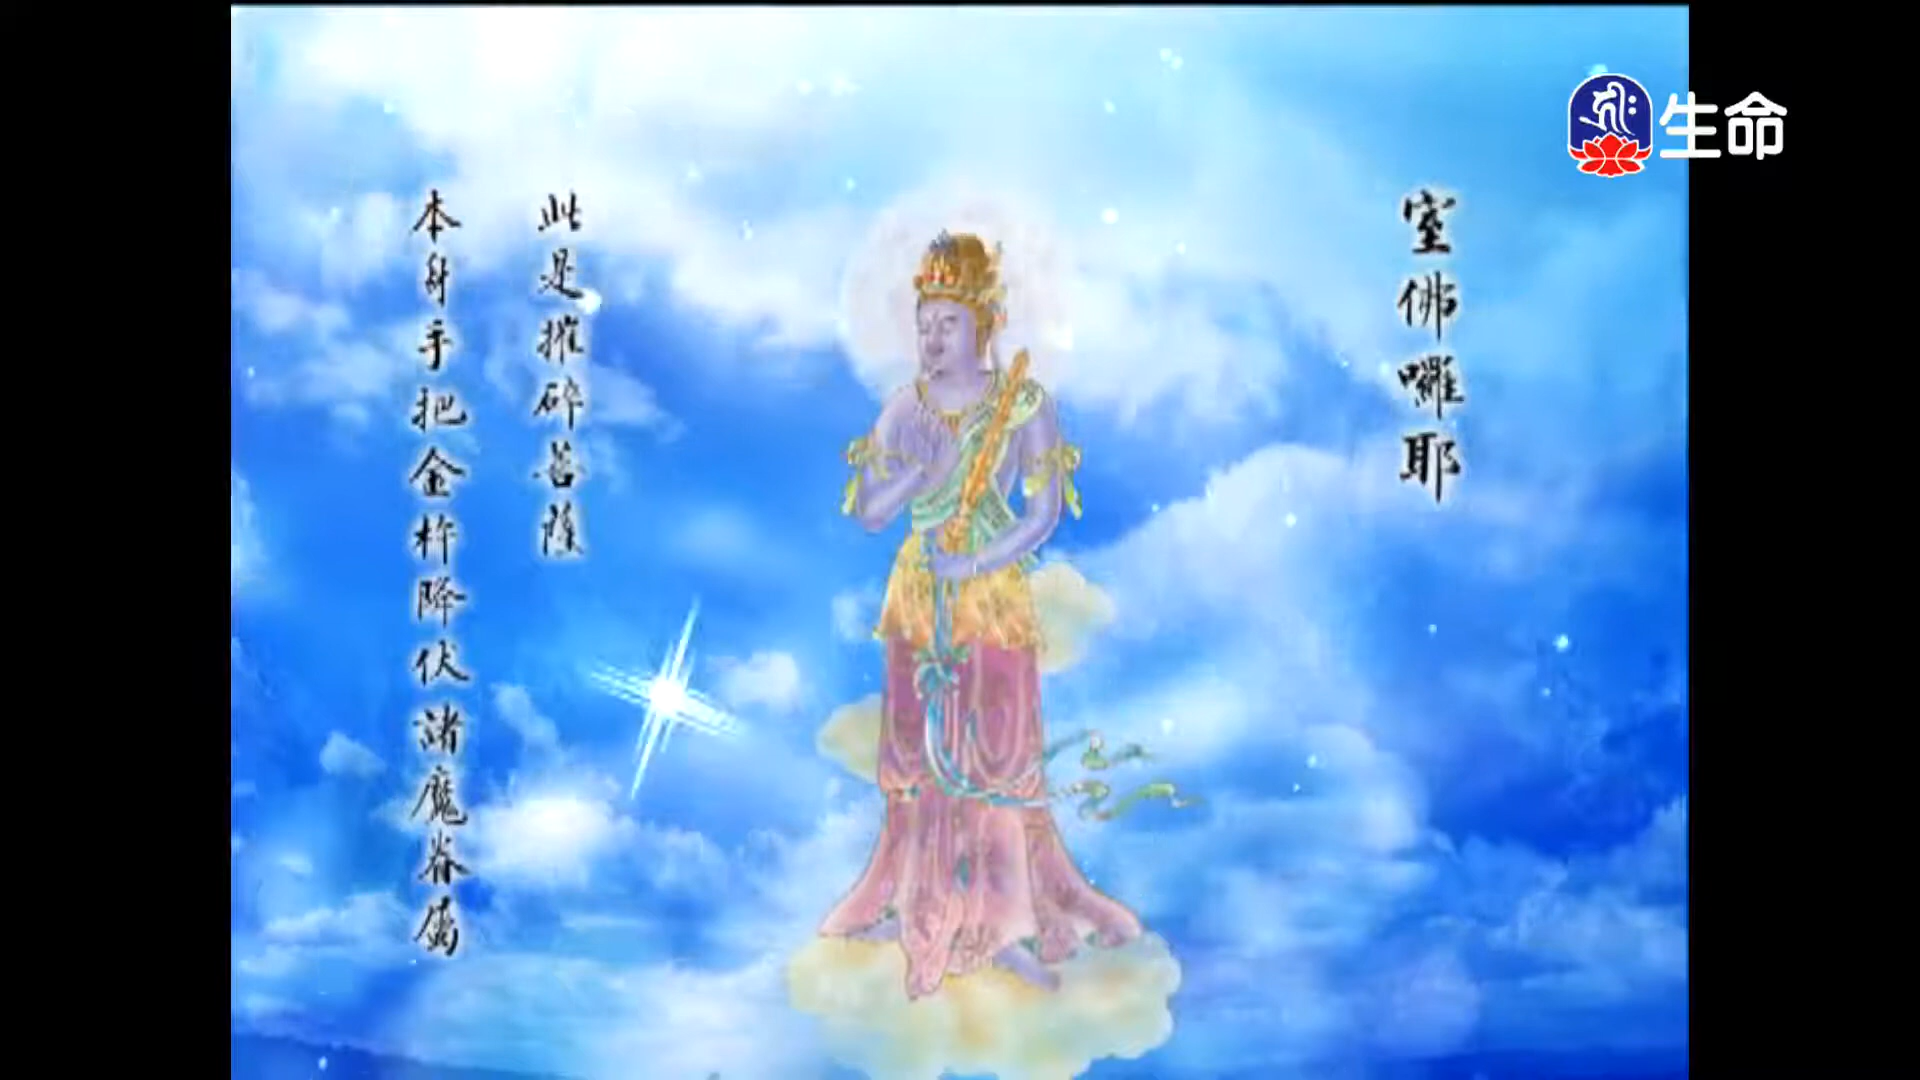 生命
室佛囉耶
此是摧碎菩薩
本身手把金杵降伏諸魔眷屬